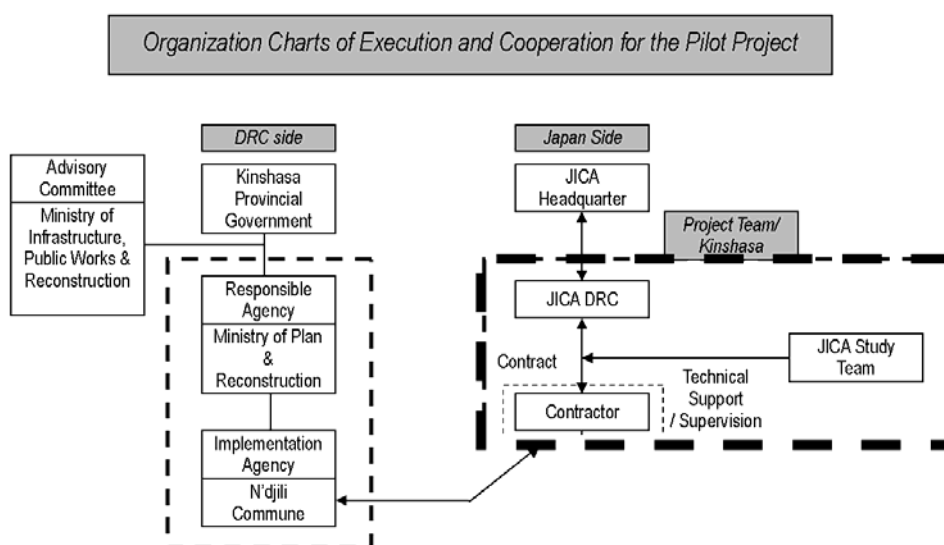 Organization Charts of Execution and Cooperation for the Pilot Project
DRC side
Advisory
Committee
Ministry of
Infrastructure,
Public Works &
Reconstruction
Kinshasa
Provincial
Government
Responsible
Agency
Ministry of Plan
&
Reconstruction
Implementation
Agency
N'djili
Commune
Japan Side
JICA
Headquarter
Project Team/
Kinshasa
JICA DRC
Contract
JICA Study
Team
Technical
Support
/ Supervision
Contractor